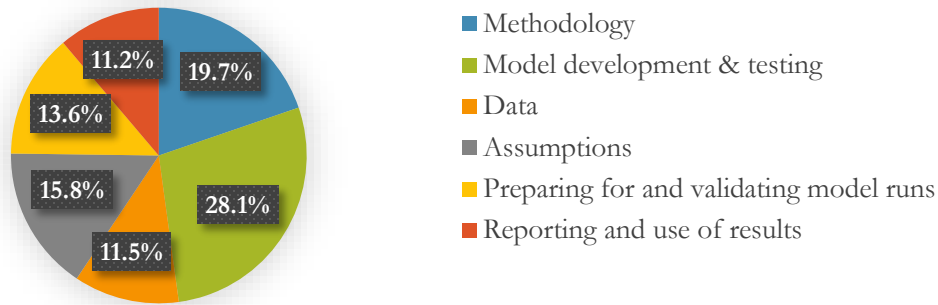 11.2%
19.7%
13.6%
15.8%
28.1%
11.5%
Methodology
Model development & testing
Data
Assumptions
Preparing for and validating model runs
Reporting and use of results